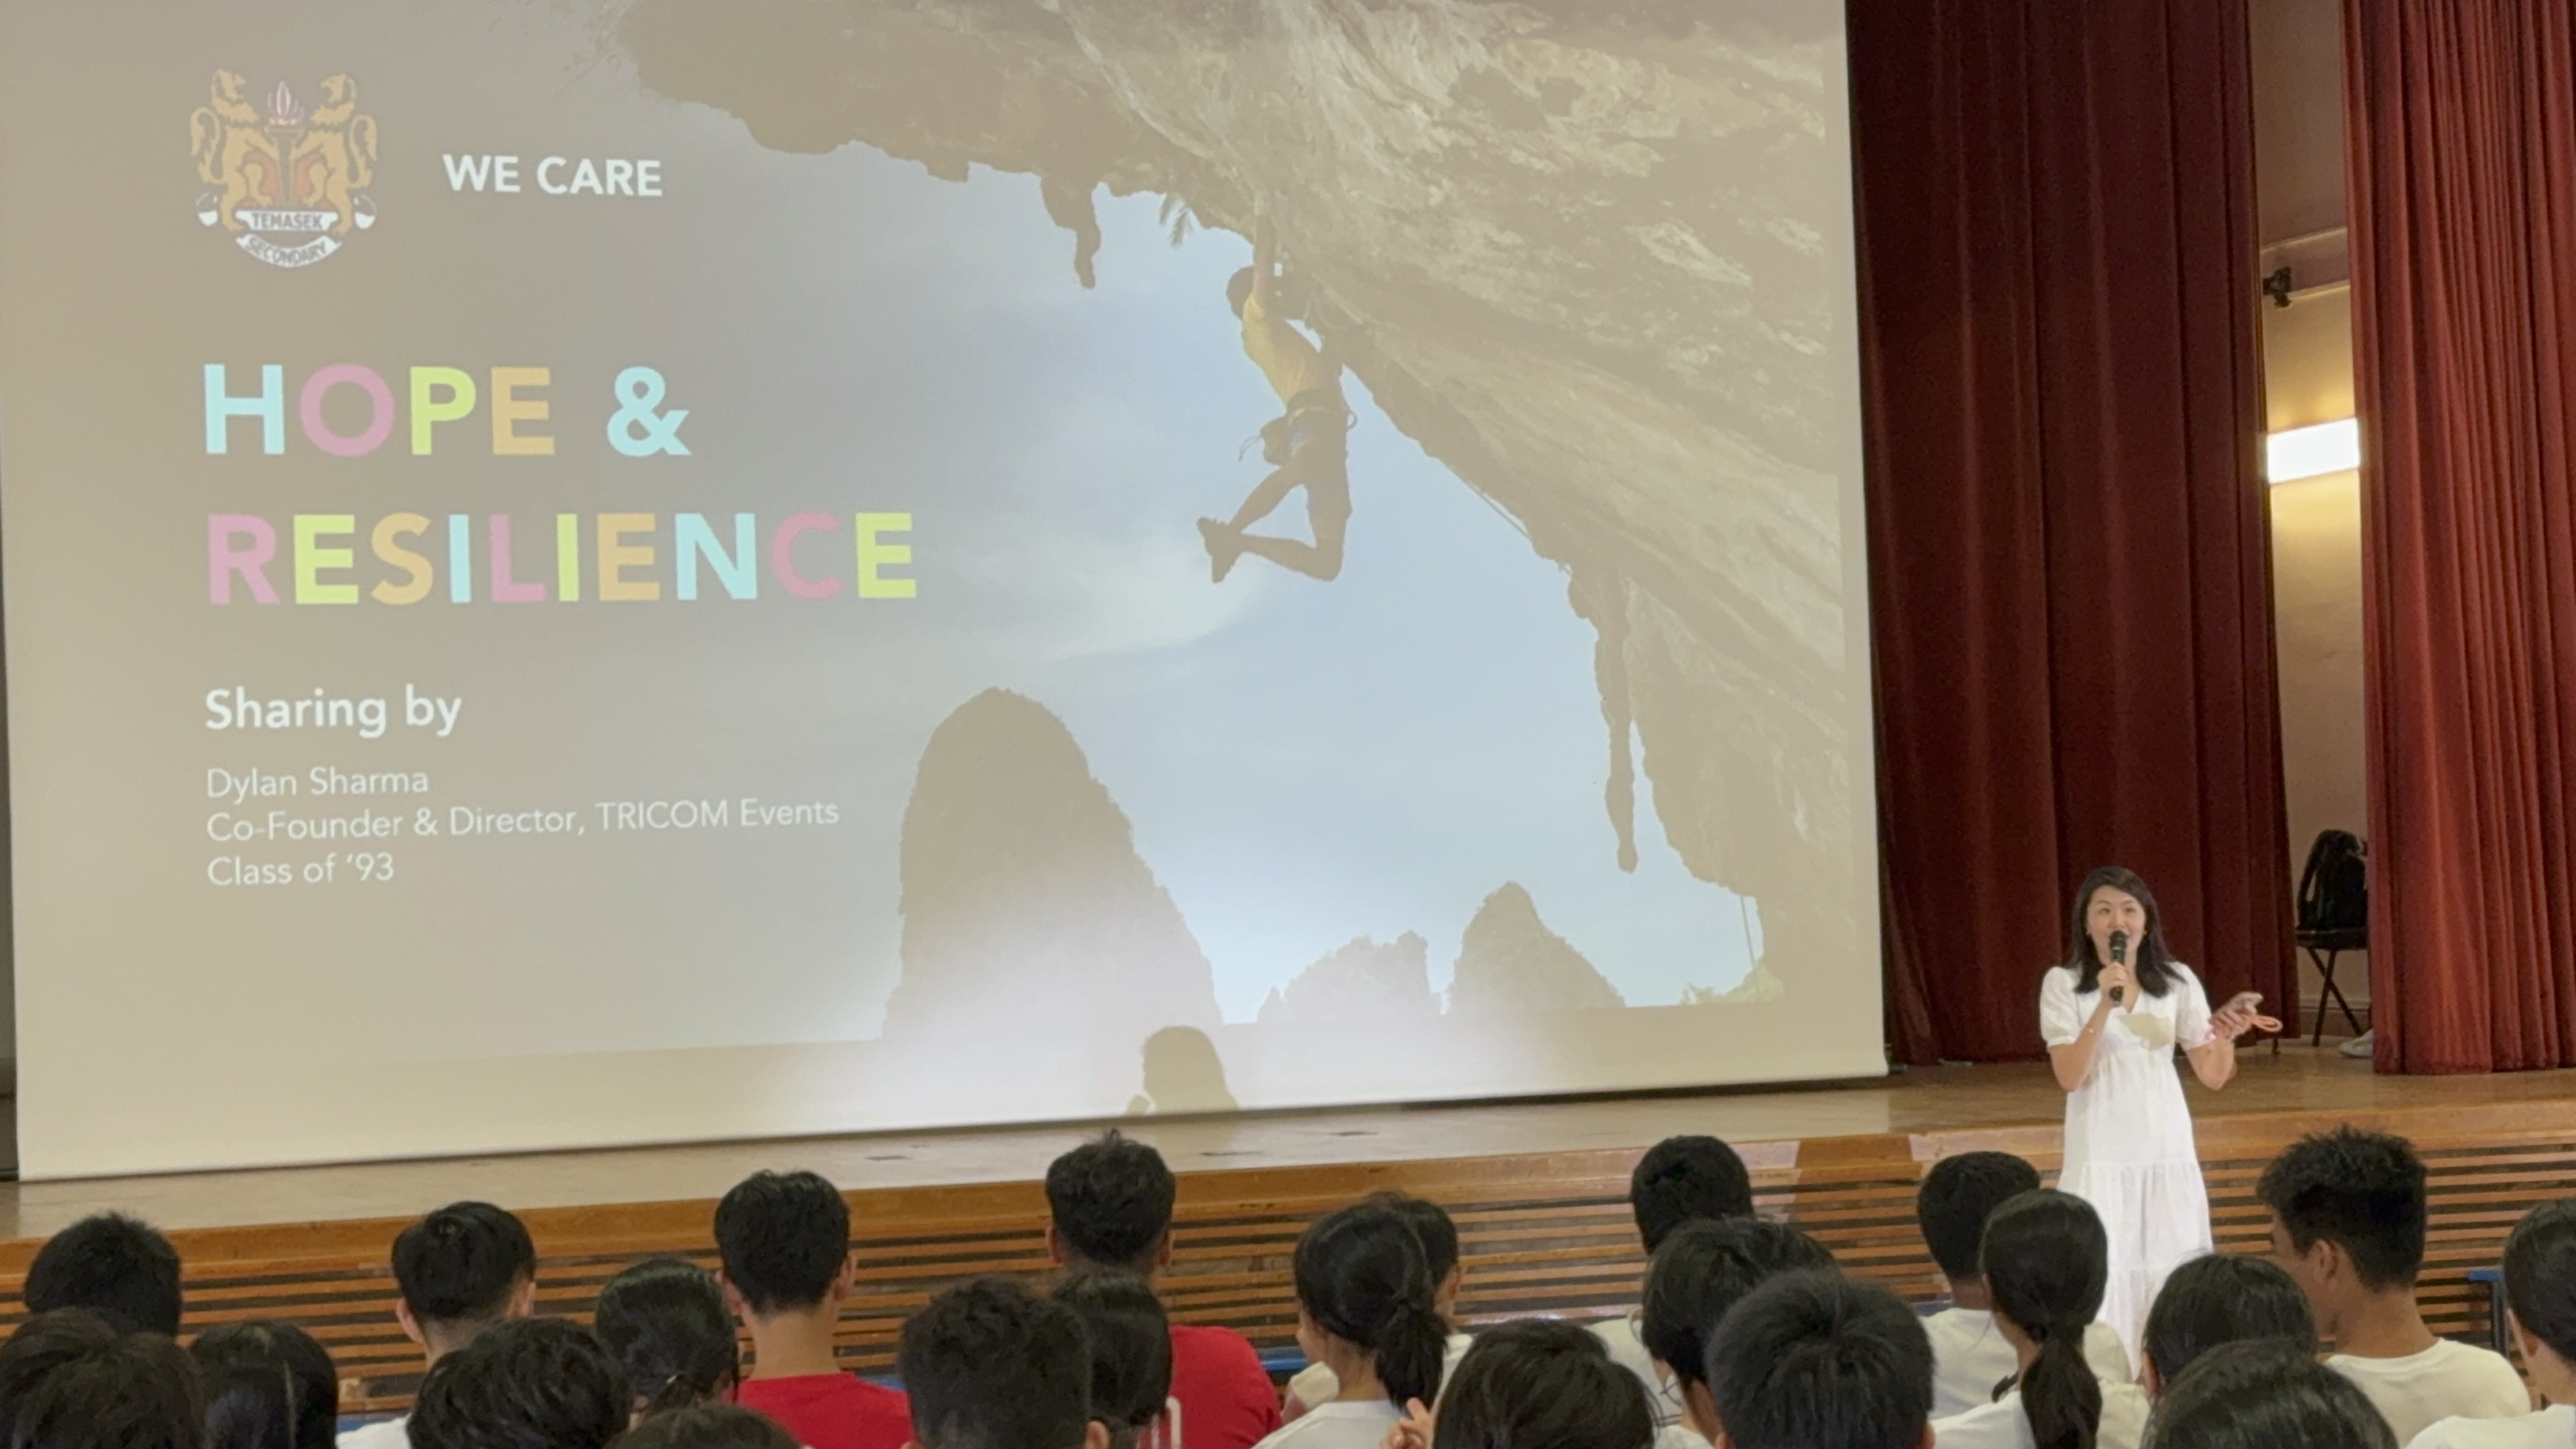 TEMASEK
SECONDARY
WE CARE
HOPE &
RESILIENCE
Sharing by
Dylan Sharma
Co-Founder & Director, TRICOM Events
Class of ‘93